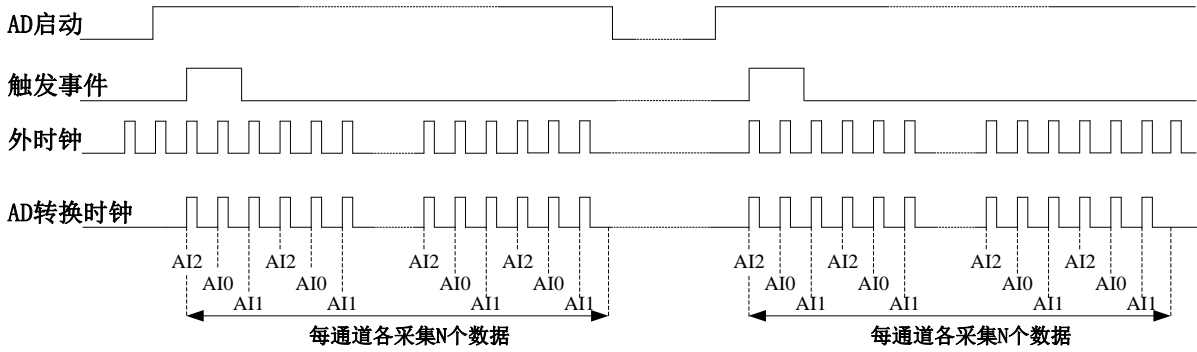 AD启动
触发事件
外时钟
AD转换时钟
AI2 AI2 AI2 AI2 AI2 AI2 AI2 AI2
AI0 AI0 AI0 AI0 AI0 AI0 AI0 AI0
AI1 AI1 AI1 AI1 AI1 AI1 AI1 AI1
每通道各采集N个数据 每通道各采集N个数据